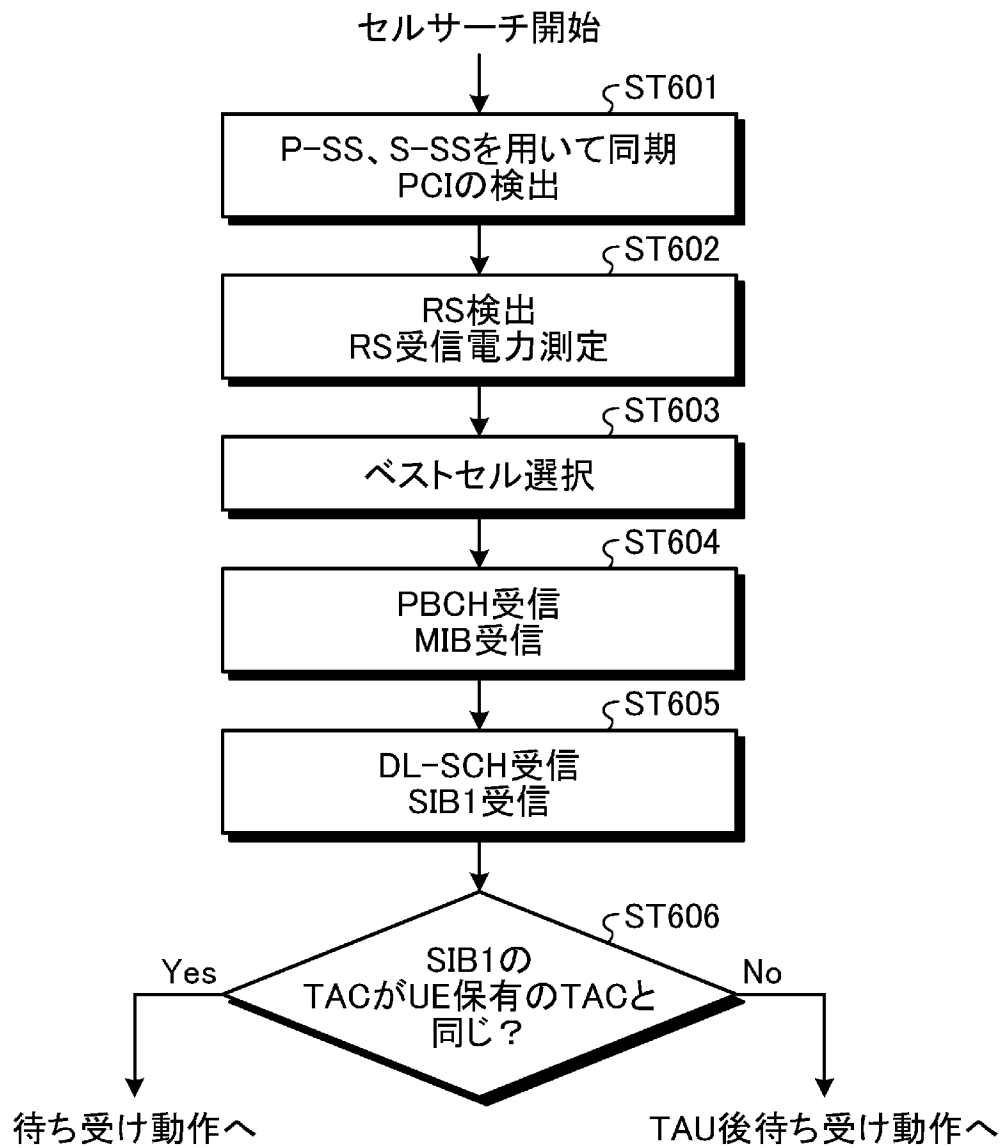 セルサーチ開始
ST601
P-SS、S-SSを用いて同期
PCIの検出
ST602
RS検出
RS受信電力測定
ST603
ベストセル選択
ST604
PBCH受信
MIB受信
ST605
DL-SCH受信
SIB1受信
ST606
SIB1の
TACがUE保有のTACと
同じ？
Yes
No
待ち受け動作へ
TAU後待ち受け動作へ